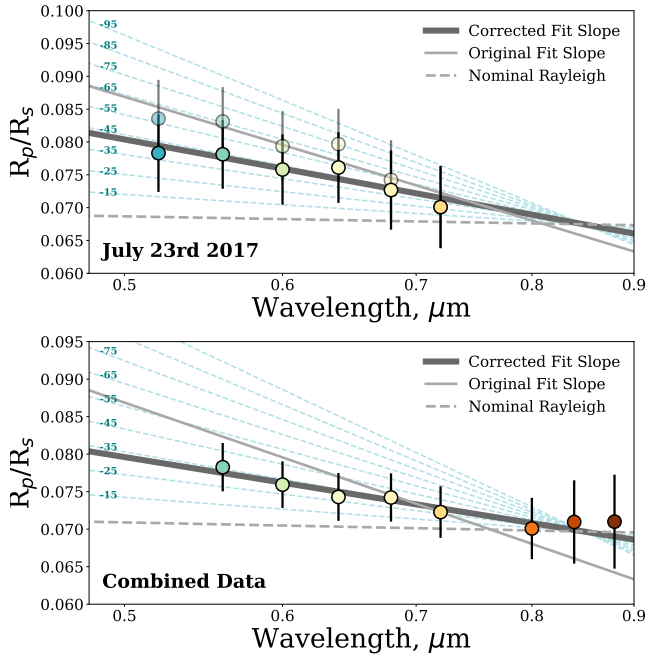 0.100
0.095
0.090
0.085
0.080
0.075
0.070
0.065
0.060
Rp/Rs
-95
-85
-75
-65
-55
-45
-35
-25
-15
Corrected Fit Slope
Original Fit Slope
Nominal Rayleigh
July 23rd 2017
0.5 0.6 0.7 0.8 0.9
Wavelength, μm
0.095
0.090
0.085
0.080
0.075
0.070
0.065
0.060
Rp/Rs
-75
-65
-55
-45
-35
-25
-15
Corrected Fit Slope
Original Fit Slope
Nominal Rayleigh
Combined Data
0.5 0.6 0.7 0.8 0.9
Wavelength, μm